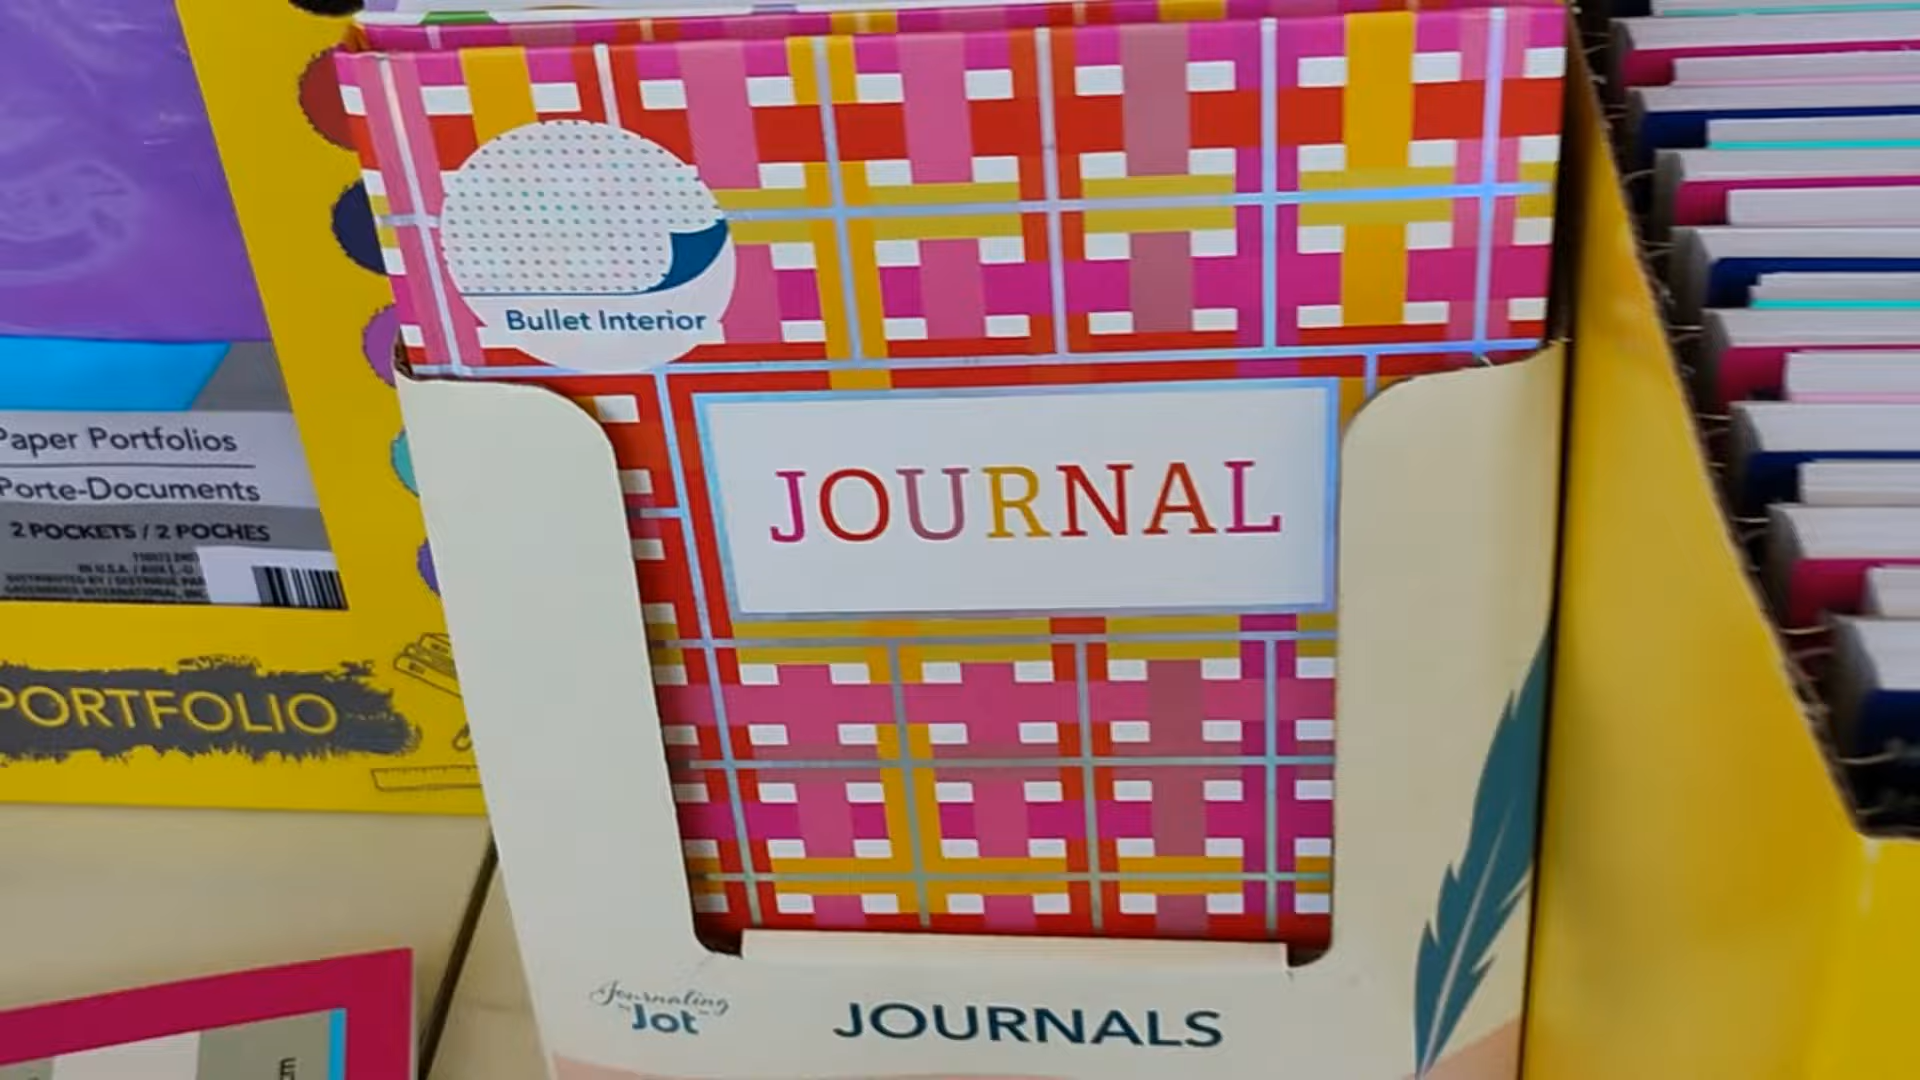 Bullet Interior
JOURNAL
Paper Portfolios
Porte-Documents
2 POCKETS / 2 POCHES
PORTFOLIO
Journaling
Jot
JOURNALS